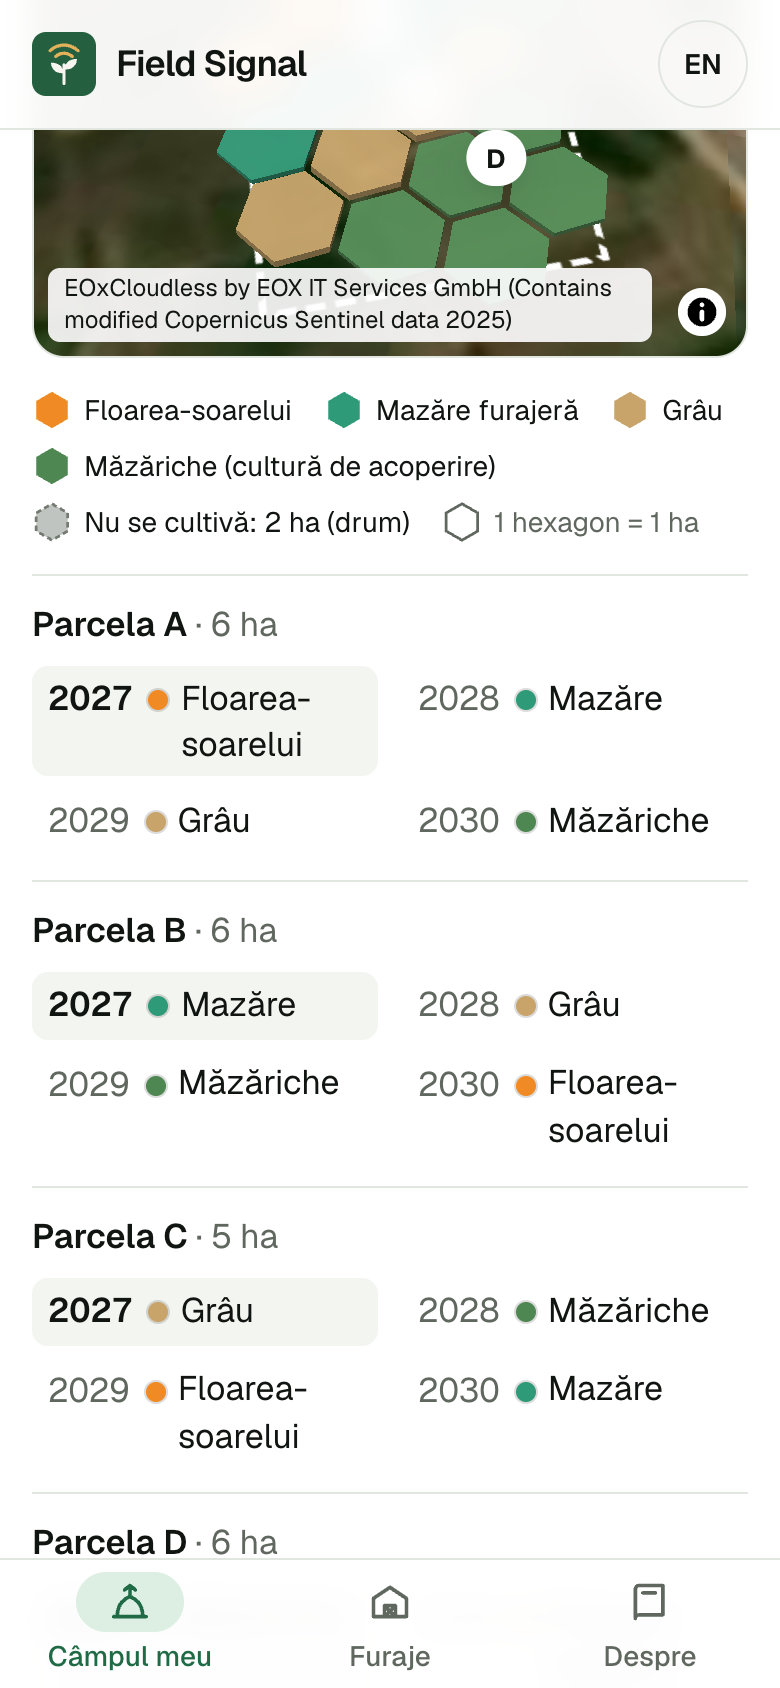 Field Signal
EN
D
EOxCloudless by EOX IT Services GmbH (Contains
modified Copernicus Sentinel data 2025)
Floarea-soarelui
Mazăre furajeră
Grâu
Măzăriche (cultură de acoperire)
Nu se cultivă: 2 ha (drum)
1 hexagon = 1 ha
Parcela A · 6 ha
2027 Floarea-
soarelui
2028 Mazăre
2029 Grâu
2030 Măzăriche
Parcela B · 6 ha
2027 Mazăre
2028 Grâu
2029 Măzăriche
2030 Floarea-
soarelui
Parcela C · 5 ha
2027 Grâu
2028 Măzăriche
2029 Floarea-
soarelui
2030 Mazăre
Parcela D · 6 ha
Câmpul meu
Furaje
Despre